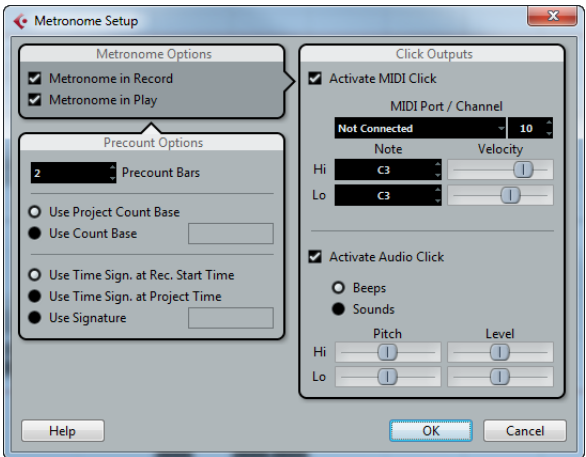 Metronome Setup
Metronome Options
Metronome in Record
Metronome in Play
Precount Options
2 Precount Bars
Use Project Count Base
Use Count Base
Use Time Sign. at Rec. Start Time
Use Time Sign. at Project Time
Use Signature
Click Outputs
Activate MIDI Click
MIDI Port / Channel
Not Connected 10
Note Velocity
Hi C3
Lo C3
Activate Audio Click
Beeps
Sounds
Pitch Level
Hi
Lo
Help OK Cancel